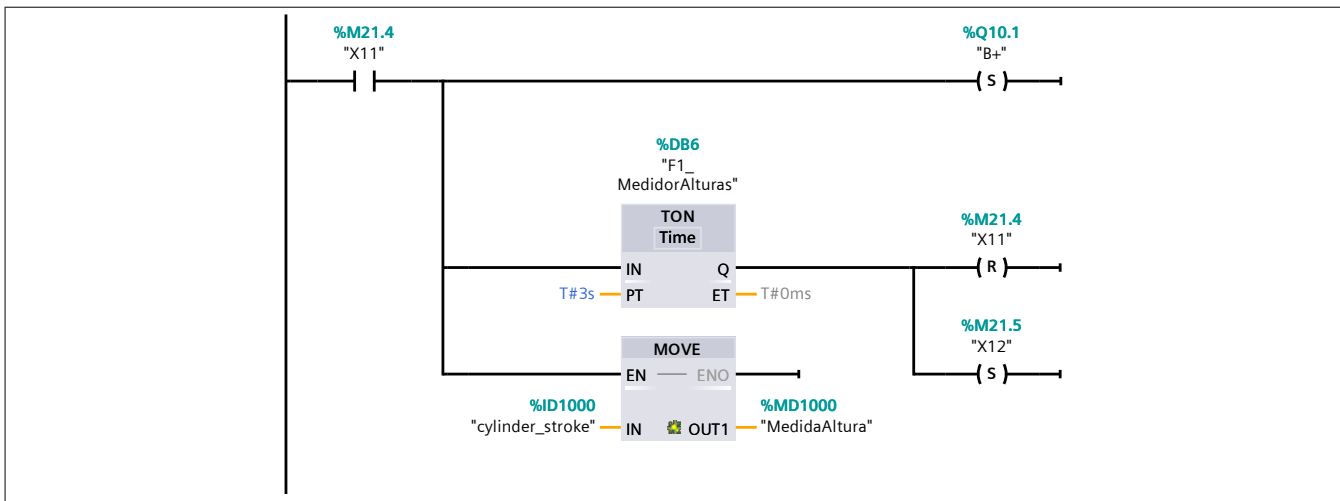 %M21.4
"X11"
%Q10.1
"B+"
S
%DB6
"F1_
MedidorAlturas"
TON
Time
IN
Q
T#3s
PT
ET
T#0ms
%M21.4
"X11"
R
%M21.5
"X12"
S
MOVE
EN
ENO
%ID1000
"cylinder_stroke"
IN
OUT1
%MD1000
"MedidaAltura"